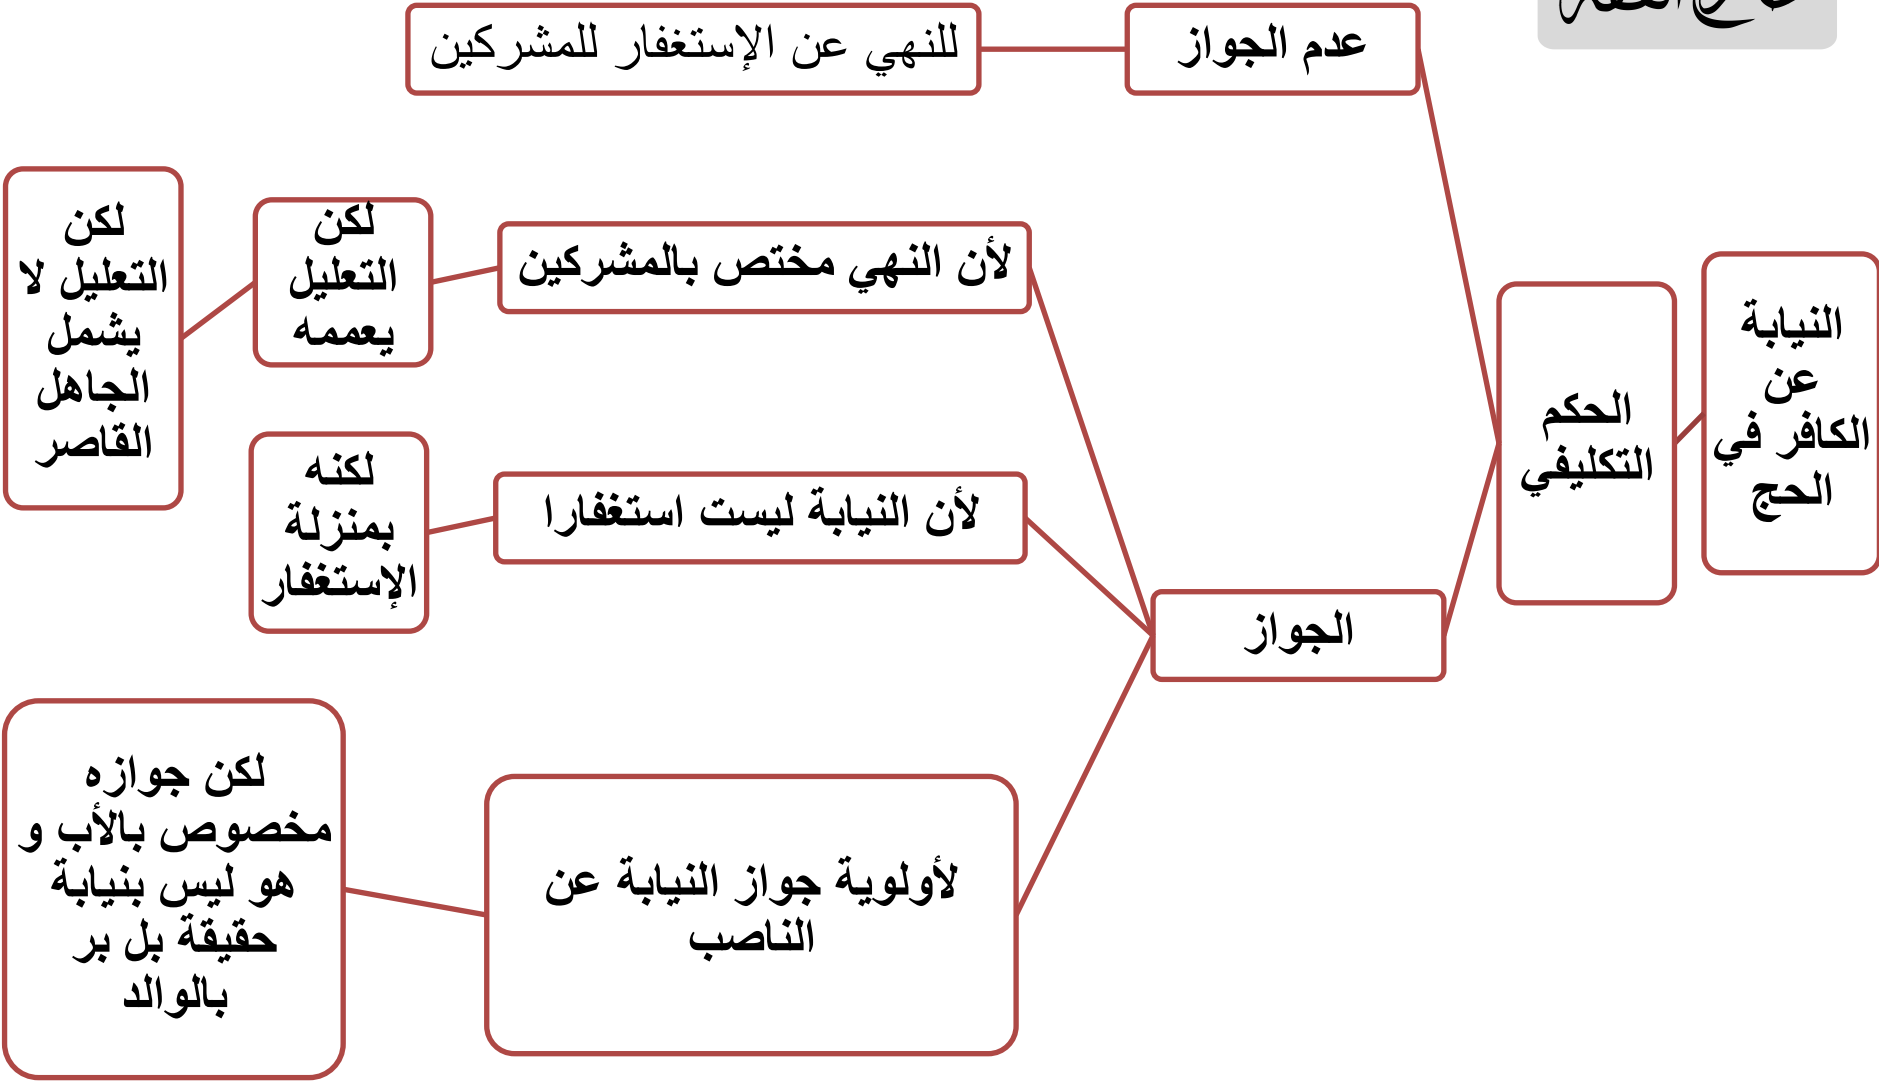 النيابة
عن
الكافر في
الحج
الحكم
التكليفي
عدم الجواز
للنهي عن الإستغفار للمشركين
الجواز
لأن النهي مختص بالمشركين
لكن
التعليل
يعممه
لكن
التعليل لا
يشمل
الجاهل
القاصر
لأن النيابة ليست استغفارا
لكنه
بمنزلة
الإستغفار
لأولوية جواز النيابة عن
الناصب
لكن جوازه
مخصوص بالأب و
هو ليس بنيابة
حقيقة بل بر
بالوالد